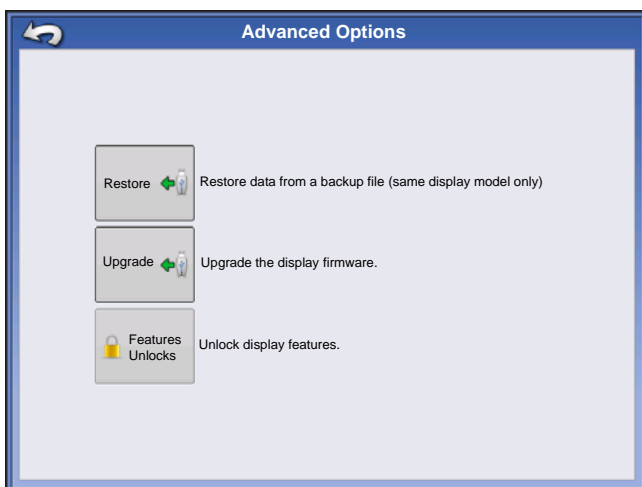 Advanced Options
Restore
Restore data from a backup file (same display model only)
Upgrade
Upgrade the display firmware.
Features
Unlocks
Unlock display features.